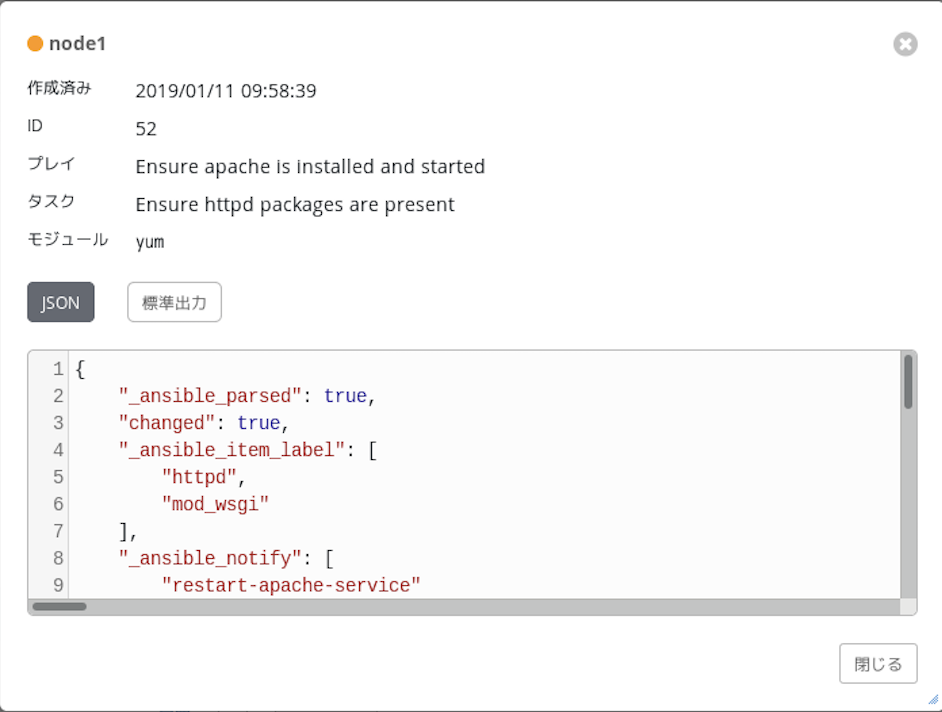 node1
作成済み 2019/01/11 09:58:39
ID 52
プレイ Ensure apache is installed and started
タスク Ensure httpd packages are present
モジュール yum
JSON 標準出力
1 {
2     "_ansible_parsed": true,
3     "changed": true,
4     "_ansible_item_label": [
5         "httpd",
6         "mod_wsgi"
7     ],
8     "_ansible_notify": [
9         "restart-apache-service"
閉じる